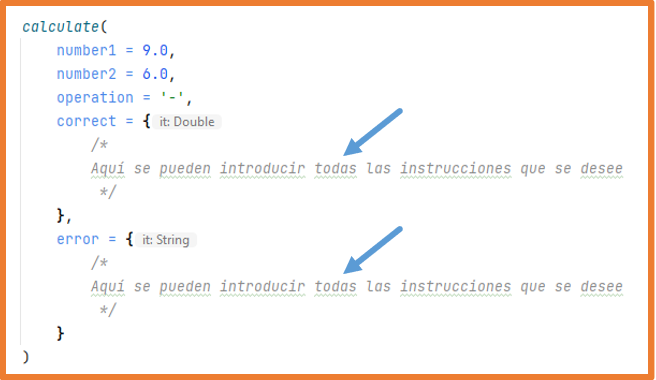 calculate(
number1 = 9.0,
number2 = 6.0,
operation = '-',
correct = { it: Double
/*
Aquí se pueden introducir todas las instrucciones que se desee
*/
},
error = { it: String
/*
Aquí se pueden introducir todas las instrucciones que se desee
*/
}
)